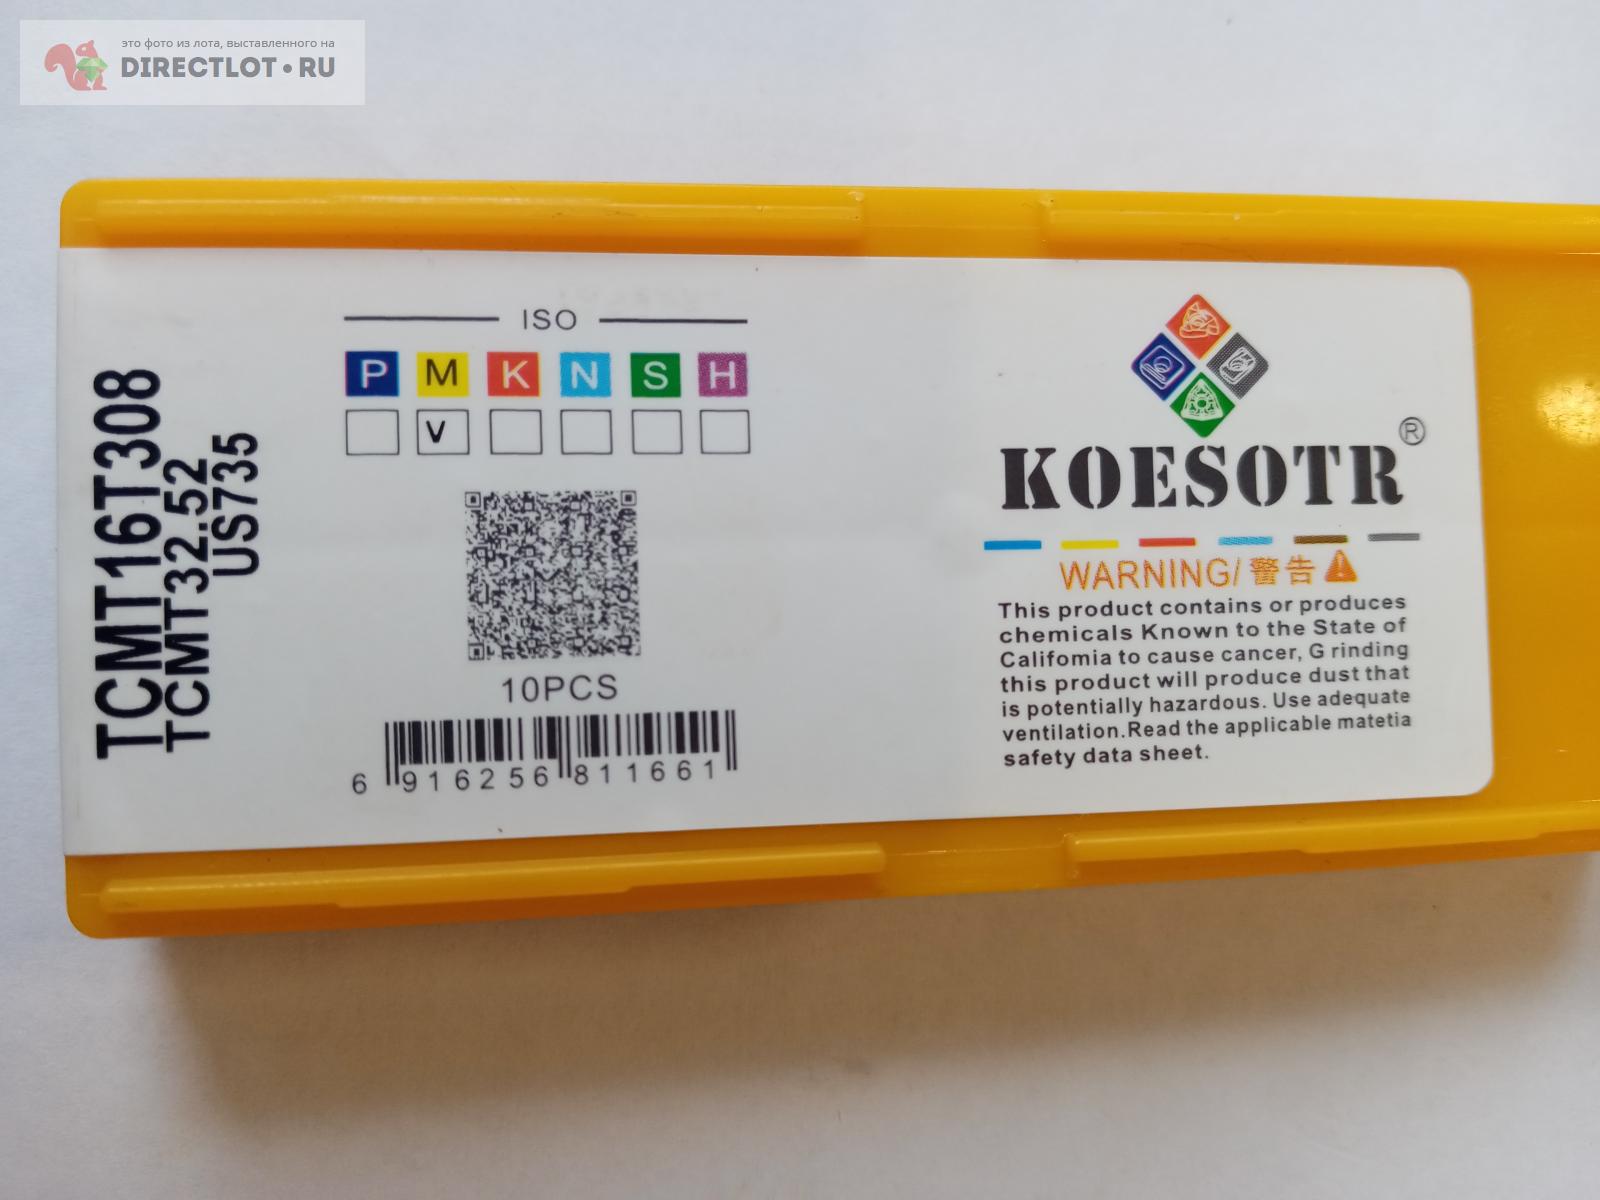 это фото из лота, выставленного на
DIRECTLOT•RU
TCMT16T308
TCMT32.52
US735
ISO
P M K N S H
V
10PCS
6 916256 811661
KOESOTR®
WARNING/警告
This product contains or produces
chemicals Known to the State of
Califomia to cause cancer, G rinding
this product will produce dust that
is potentially hazardous. Use adequate
ventilation.Read the applicable matetia
safety data sheet.